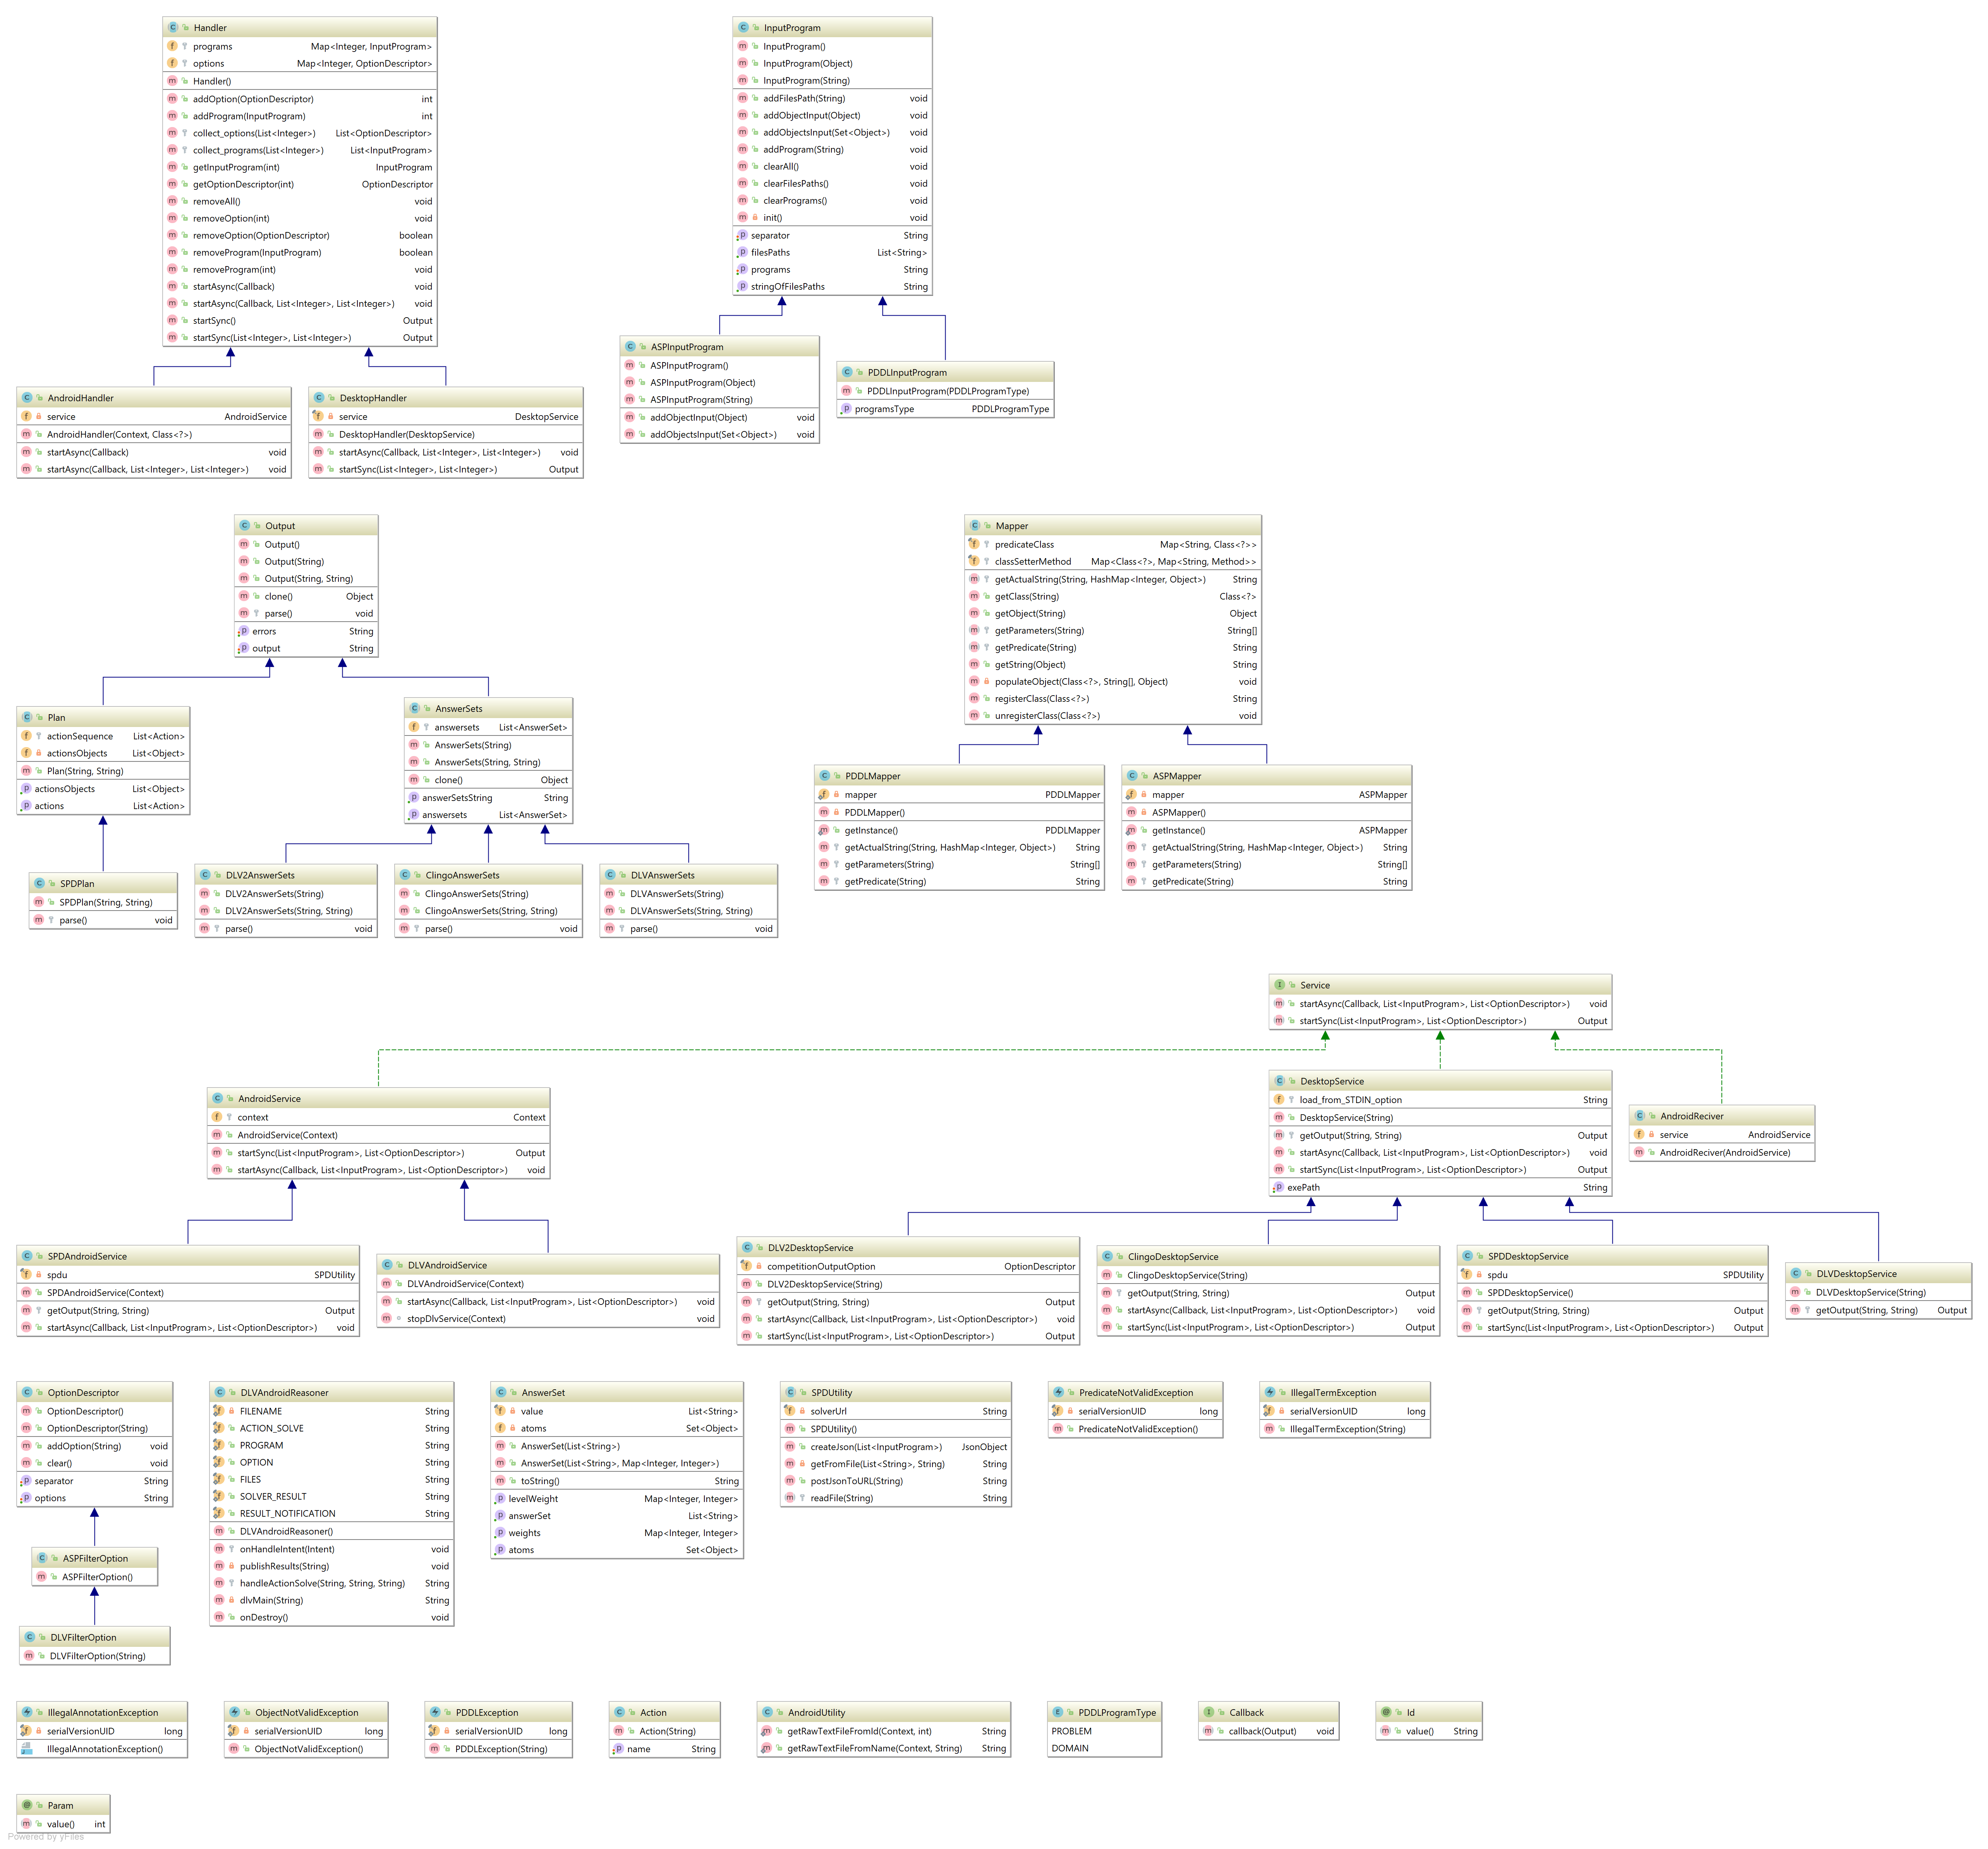 Handler
programs Map<Integer, InputProgram>
options Map<Integer, OptionDescriptor>
Handler()
addOption(OptionDescriptor) int
addProgram(InputProgram) int
collect_options(List<Integer>) List<OptionDescriptor>
collect_programs(List<Integer>) List<InputProgram>
getInputProgram(int) InputProgram
getOptionDescriptor(int) OptionDescriptor
removeAll() void
removeOption(int) void
removeOption(OptionDescriptor) boolean
removeProgram(InputProgram) boolean
removeProgram(int) void
startAsync(Callback) void
startAsync(Callback, List<Integer>, List<Integer>) void
startSync() Output
startSync(List<Integer>, List<Integer>) Output
InputProgram
InputProgram()
InputProgram(Object)
InputProgram(String)
addFilesPath(String) void
addObjectInput(Object) void
addObjectsInput(Set<Object>) void
addProgram(String) void
clearAll() void
clearFilesPaths() void
clearPrograms() void
init() void
separator String
filesPaths List<String>
programs String
stringOfFilesPaths String
AndroidHandler
service AndroidService
AndroidHandler(Context, Class<?>)
startAsync(Callback) void
startAsync(Callback, List<Integer>, List<Integer>) void
DesktopHandler
service DesktopService
DesktopHandler(DesktopService)
startAsync(Callback, List<Integer>, List<Integer>) void
startSync(List<Integer>, List<Integer>) Output
ASPInputProgram
ASPInputProgram()
ASPInputProgram(Object)
ASPInputProgram(String)
addObjectInput(Object) void
addObjectsInput(Set<Object>) void
PDDLInputProgram
PDDLInputProgram(PDDLProgramType)
programsType PDDLProgramType
Output
Output()
Output(String)
Output(String, String)
clone() Object
parse() void
errors String
output String
Mapper
predicateClass Map<String, Class<?>>
classSetterMethod Map<Class<?>, Map<String, Method>>
getActualString(String, HashMap<Integer, Object>) String
getClass(String) Class<?>
getObject(String) Object
getParameters(String) String[]
getPredicate(String) String
getString(Object) String
populateObject(Class<?>, String[], Object) void
registerClass(Class<?>) String
unregisterClass(Class<?>) void
Plan
actionSequence List<Action>
actionsObjects List<Object>
Plan(String, String)
actionsObjects List<Object>
actions List<Action>
AnswerSets
answersets List<AnswerSet>
AnswerSets(String)
AnswerSets(String, String)
clone() Object
answerSetsString String
answersets List<AnswerSet>
PDDLMapper
mapper PDDLMapper
PDDLMapper()
getInstance() PDDLMapper
getActualString(String, HashMap<Integer, Object>) String
getParameters(String) String[]
getPredicate(String) String
ASPMapper
mapper ASPMapper
ASPMapper()
getInstance() ASPMapper
getActualString(String, HashMap<Integer, Object>) String
getParameters(String) String[]
getPredicate(String) String
SPDPlan
SPDPlan(String, String)
parse() void
DLV2AnswerSets
DLV2AnswerSets(String)
DLV2AnswerSets(String, String)
parse() void
ClingoAnswerSets
ClingoAnswerSets(String)
ClingoAnswerSets(String, String)
parse() void
DLVAnswerSets
DLVAnswerSets(String)
DLVAnswerSets(String, String)
parse() void
Service
startAsync(Callback, List<InputProgram>, List<OptionDescriptor>) void
startSync(List<InputProgram>, List<OptionDescriptor>) Output
AndroidService
context Context
AndroidService(Context)
startSync(List<InputProgram>, List<OptionDescriptor>) Output
startAsync(Callback, List<InputProgram>, List<OptionDescriptor>) void
DesktopService
load_from_STDIN_option String
DesktopService(String)
getOutput(String, String) Output
startAsync(Callback, List<InputProgram>, List<OptionDescriptor>) void
startSync(List<InputProgram>, List<OptionDescriptor>) Output
exePath String
AndroidReciver
service AndroidService
AndroidReciver(AndroidService)
SPDAndroidService
spdu SPDUtility
SPDAndroidService(Context)
getOutput(String, String) Output
startAsync(Callback, List<InputProgram>, List<OptionDescriptor>) void
DLVAndroidService
DLVAndroidService(Context)
startAsync(Callback, List<InputProgram>, List<OptionDescriptor>) void
stopDlvService(Context) void
DLV2DesktopService
competitionOutputOption OptionDescriptor
DLV2DesktopService(String)
getOutput(String, String) Output
startAsync(Callback, List<InputProgram>, List<OptionDescriptor>) void
startSync(List<InputProgram>, List<OptionDescriptor>) Output
ClingoDesktopService
ClingoDesktopService(String)
getOutput(String, String) Output
startAsync(Callback, List<InputProgram>, List<OptionDescriptor>) void
startSync(List<InputProgram>, List<OptionDescriptor>) Output
SPDDesktopService
spdu SPDUtility
SPDDesktopService()
getOutput(String, String) Output
startSync(List<InputProgram>, List<OptionDescriptor>) Output
DLVDesktopService
DLVDesktopService(String)
getOutput(String, String) Output
OptionDescriptor
OptionDescriptor()
OptionDescriptor(String)
addOption(String) void
clear() void
separator String
options String
DLVAndroidReasoner
FILENAME String
ACTION_SOLVE String
PROGRAM String
OPTION String
FILES String
SOLVER_RESULT String
RESULT_NOTIFICATION String
DLVAndroidReasoner()
onHandleIntent(Intent) void
publishResults(String) void
handleActionSolve(String, String, String) String
dlvMain(String) String
onDestroy() void
AnswerSet
value List<String>
atoms Set<Object>
AnswerSet(List<String>)
AnswerSet(List<String>, Map<Integer, Integer>)
toString() String
levelWeight Map<Integer, Integer>
answerSet List<String>
weights Map<Integer, Integer>
atoms Set<Object>
SPDUtility
solverUrl String
SPDUtility()
createJson(List<InputProgram>) JsonObject
getFromFile(List<String>, String) String
postJsonToURL(String) String
readFile(String) String
PredicateNotValidException
serialVersionUID long
PredicateNotValidException()
IllegalTermException
serialVersionUID long
IllegalTermException(String)
ASPFilterOption
ASPFilterOption()
DLVFilterOption
DLVFilterOption(String)
IllegalAnnotationException
serialVersionUID long
IllegalAnnotationException()
ObjectNotValidException
serialVersionUID long
ObjectNotValidException()
PDDLException
serialVersionUID long
PDDLException(String)
Action
Action(String)
name String
AndroidUtility
getRawTextFileFromId(Context, int) String
getRawTextFileFromName(Context, String) String
PDDLProgramType
PROBLEM
DOMAIN
Callback
callback(Output) void
Id
value() String
Param
value() int
Powered by yFiles